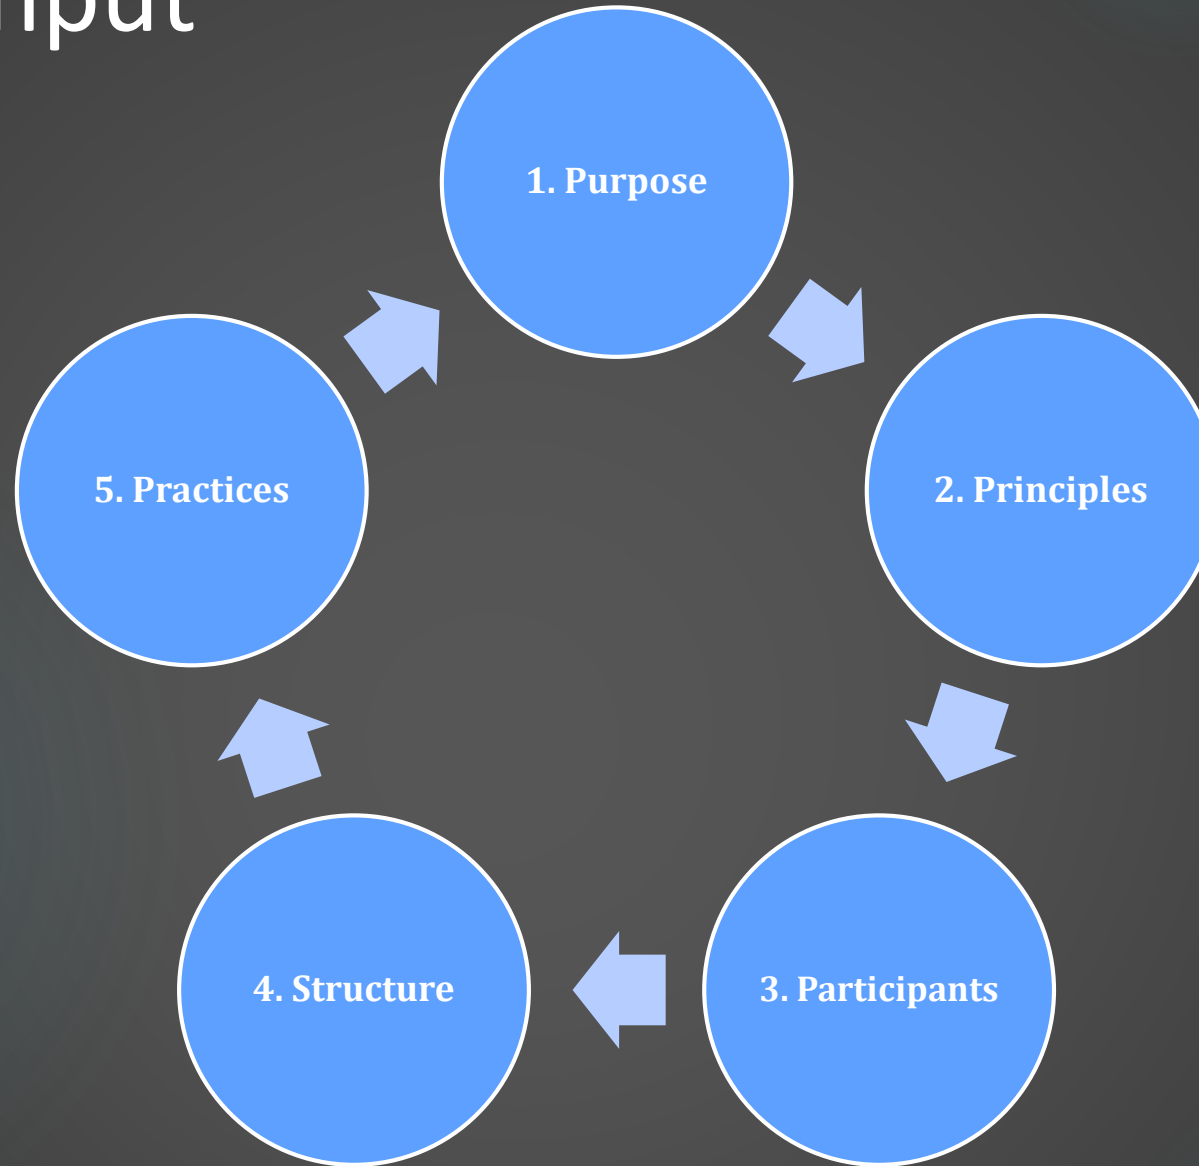 1. Purpose
2. Principles
3. Participants
4. Structure
5. Practices